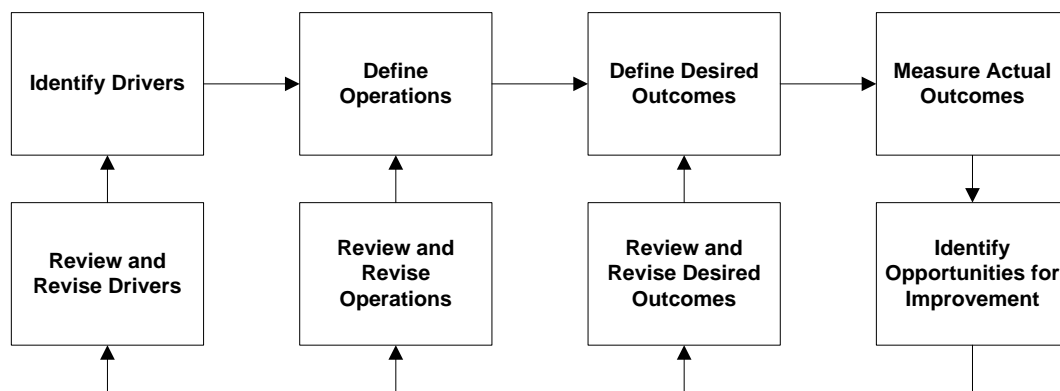 Identify Drivers
Define
Operations
Define Desired
Outcomes
Measure Actual
Outcomes
Review and
Revise Drivers
Review and
Revise
Operations
Review and
Revise Desired
Outcomes
Identify
Opportunities for
Improvement